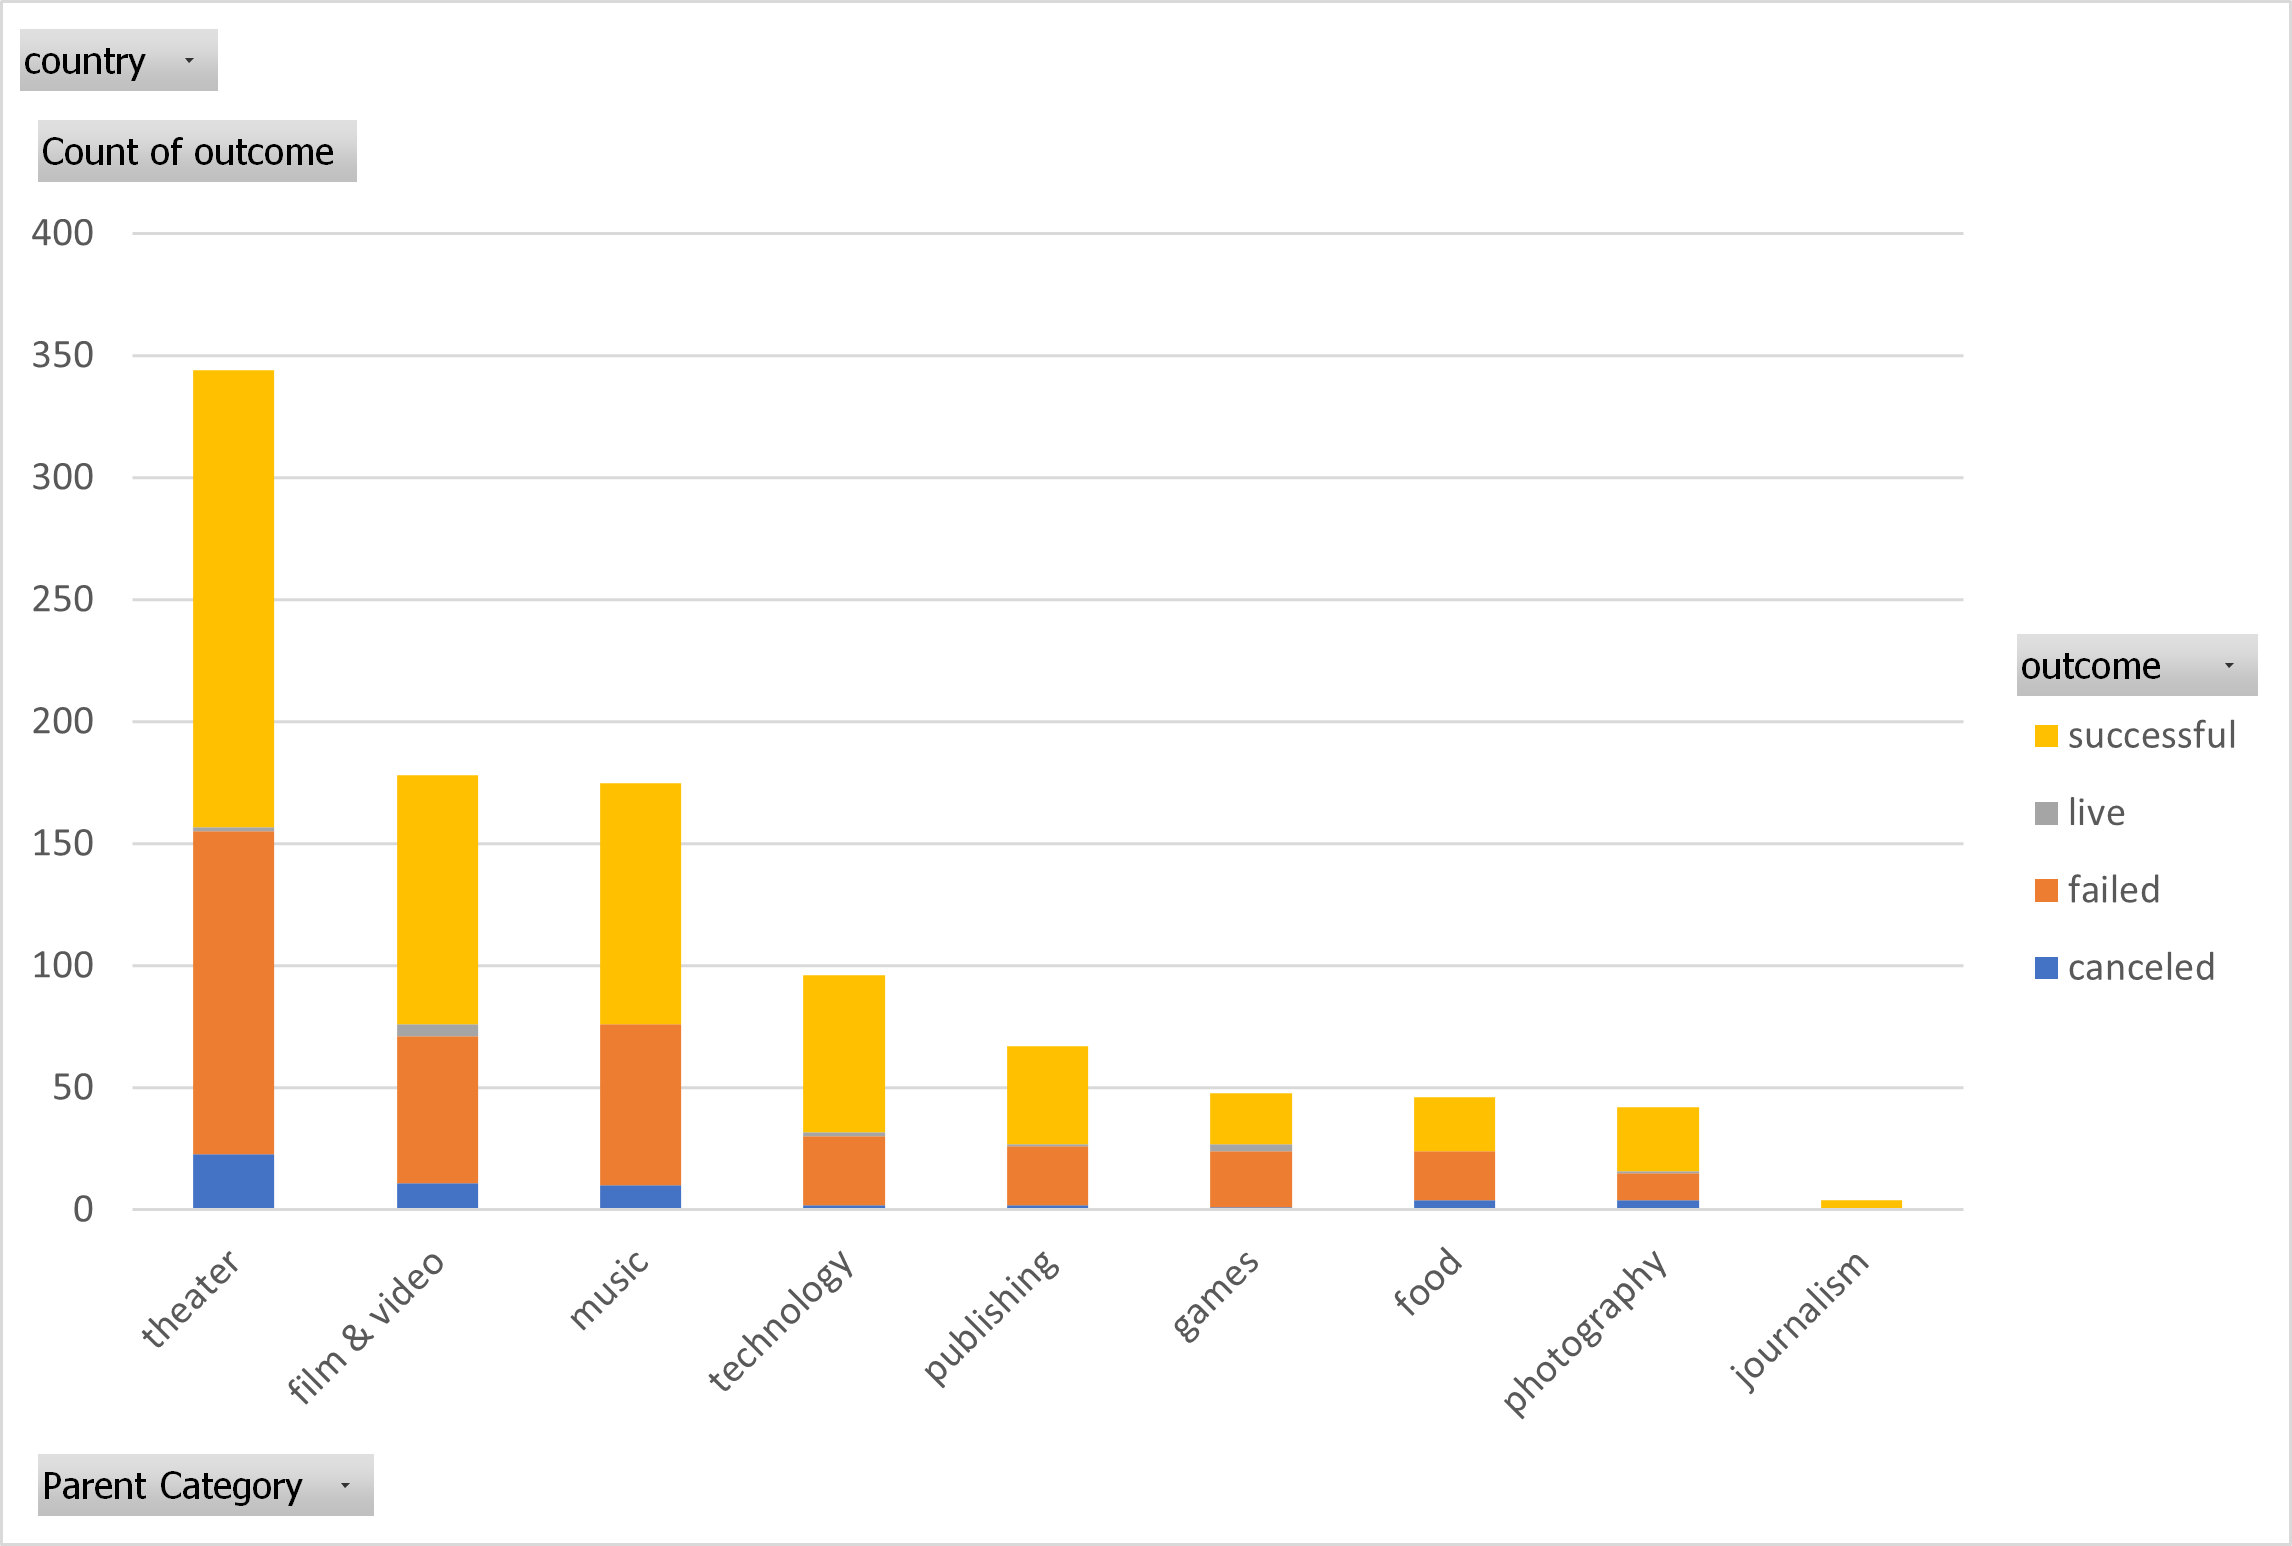 country
Count of outcome
400
350
300
250
200
150
100
50
0
theater
film & video
music
technology
publishing
games
food
photography
journalism
outcome
successful
live
failed
canceled
Parent Category